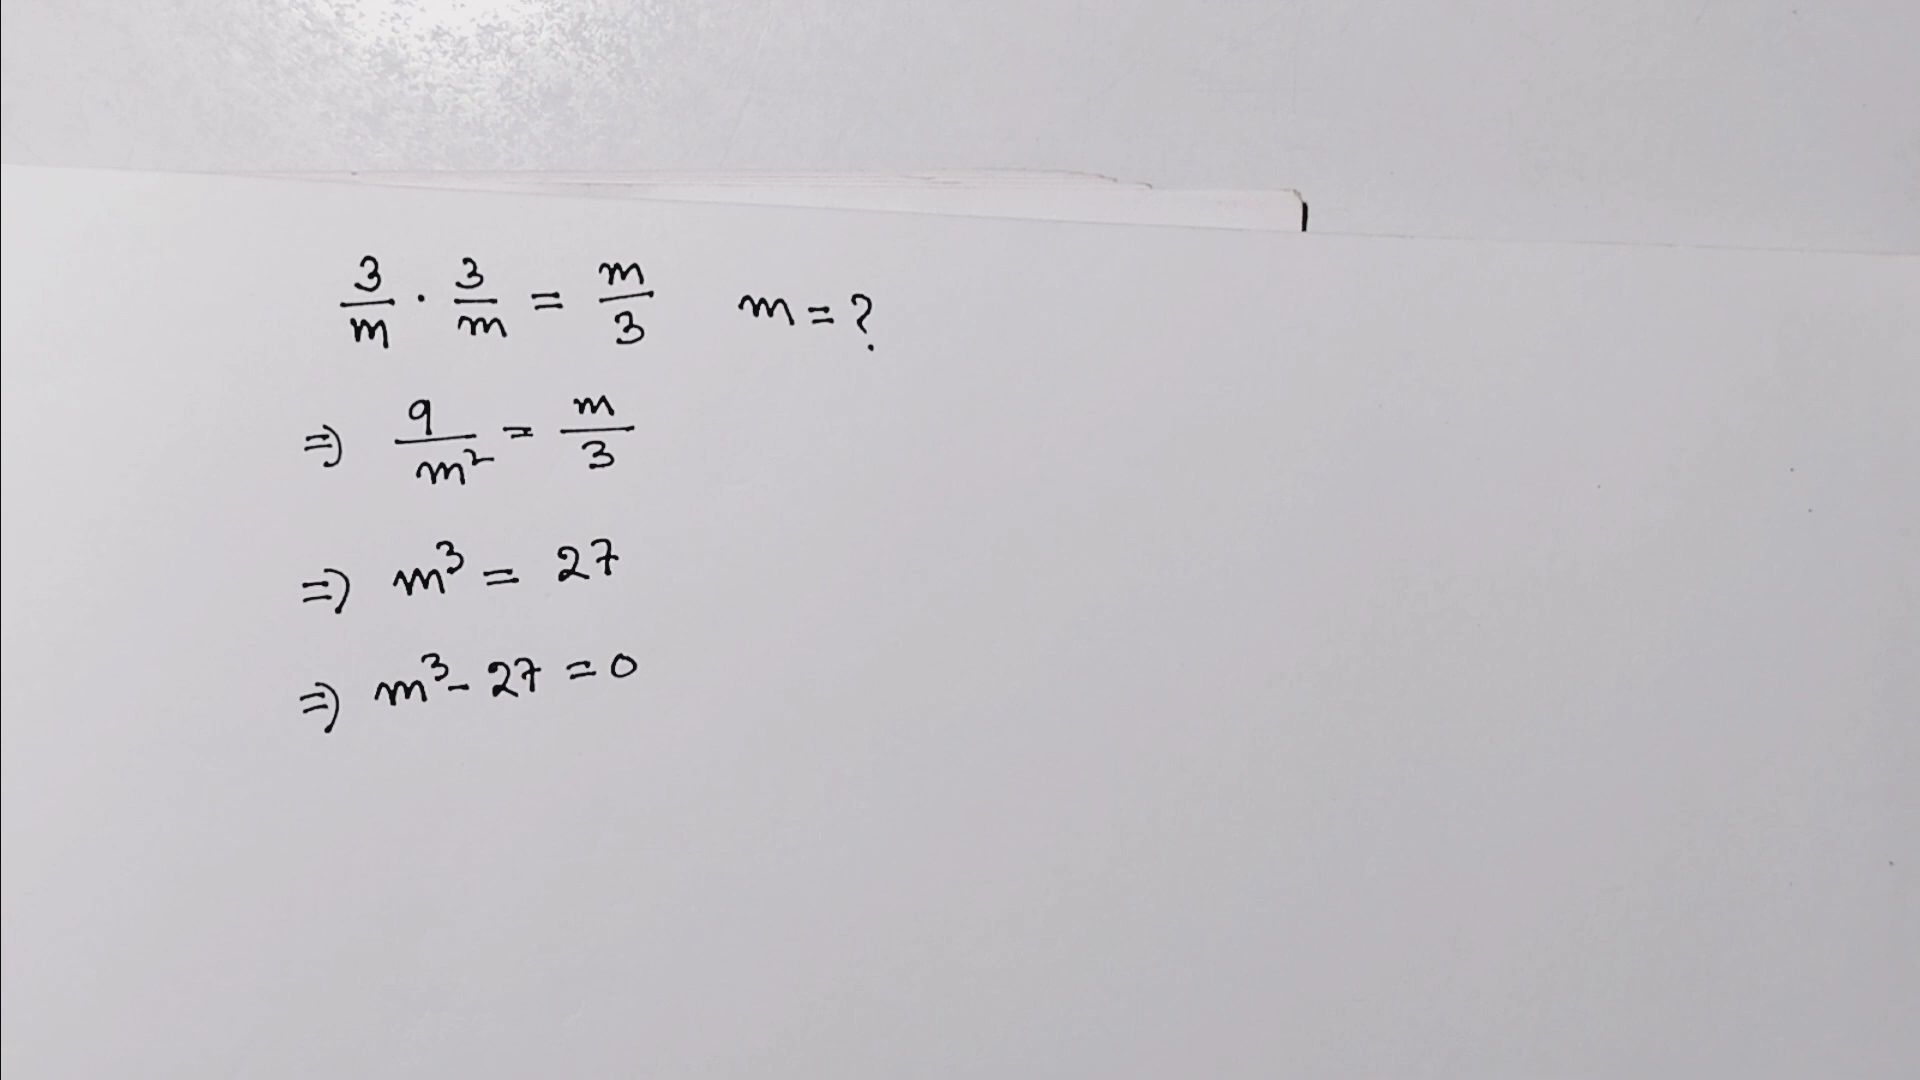 3/m · 3/m = m/3 m = ?
⇒ 9/m² = m/3
⇒ m³ = 27
⇒ m³ - 27 = 0